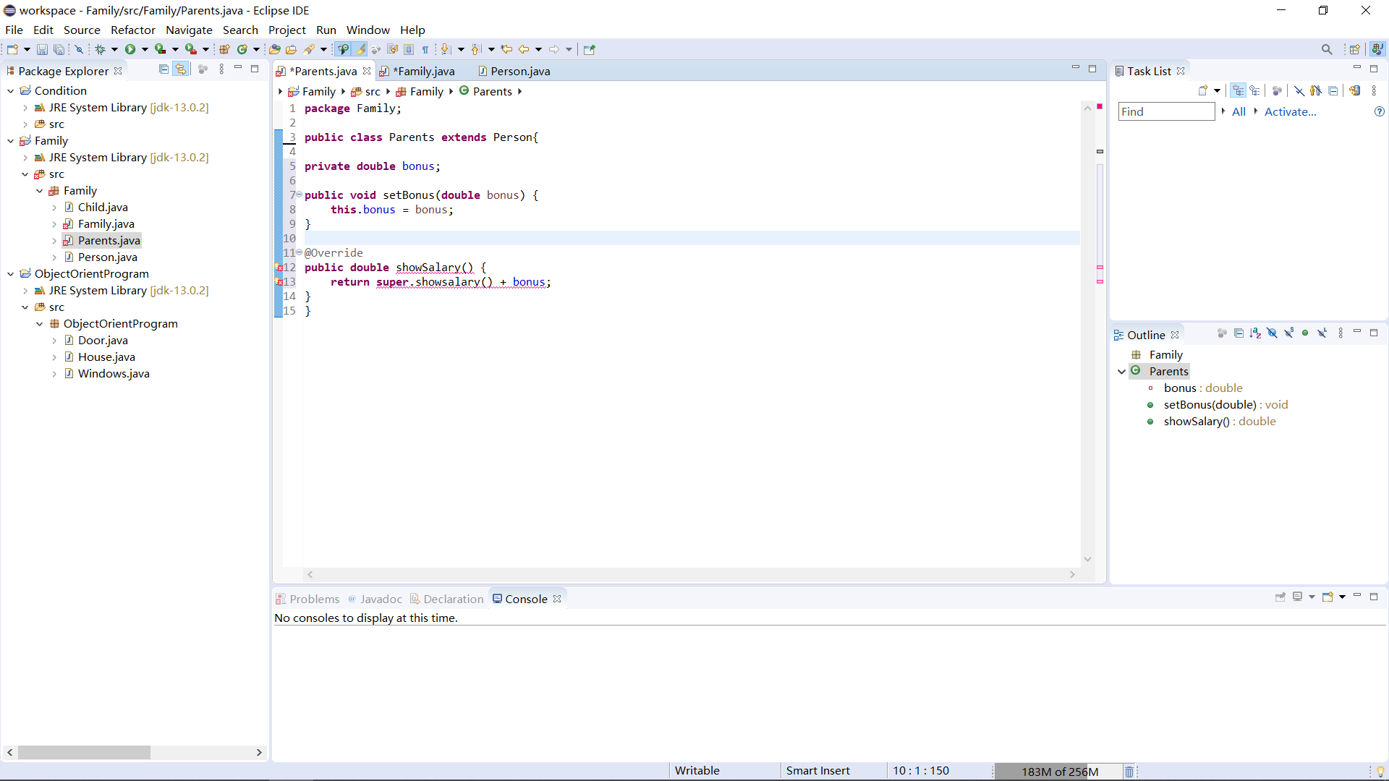 workspace - Family/src/Family/Parents.java - Eclipse IDE
File Edit Source Refactor Navigate Search Project Run Window Help
Package Explorer
Condition
JRE System Library [jdk-13.0.2]
src
Family
JRE System Library [jdk-13.0.2]
src
Family
Child.java
Family.java
Parents.java
Person.java
ObjectOrientProgram
JRE System Library [jdk-13.0.2]
src
ObjectOrientProgram
Door.java
House.java
Windows.java
*Parents.java *Family.java Person.java
Family src Family Parents
1 package Family;
2
3 public class Parents extends Person{
4
5 private double bonus;
6
7 public void setBonus(double bonus) {
8 this.bonus = bonus;
9 }
10
11 @Override
12 public double showSalary() {
13 return super.showsalary() + bonus;
14 }
15 }
Task List
Find All Activate...
Outline
Family
Parents
bonus : double
setBonus(double) : void
showSalary() : double
Problems @ Javadoc Declaration Console
No consoles to display at this time.
Writable Smart Insert 10 : 1 : 150 183M of 256M